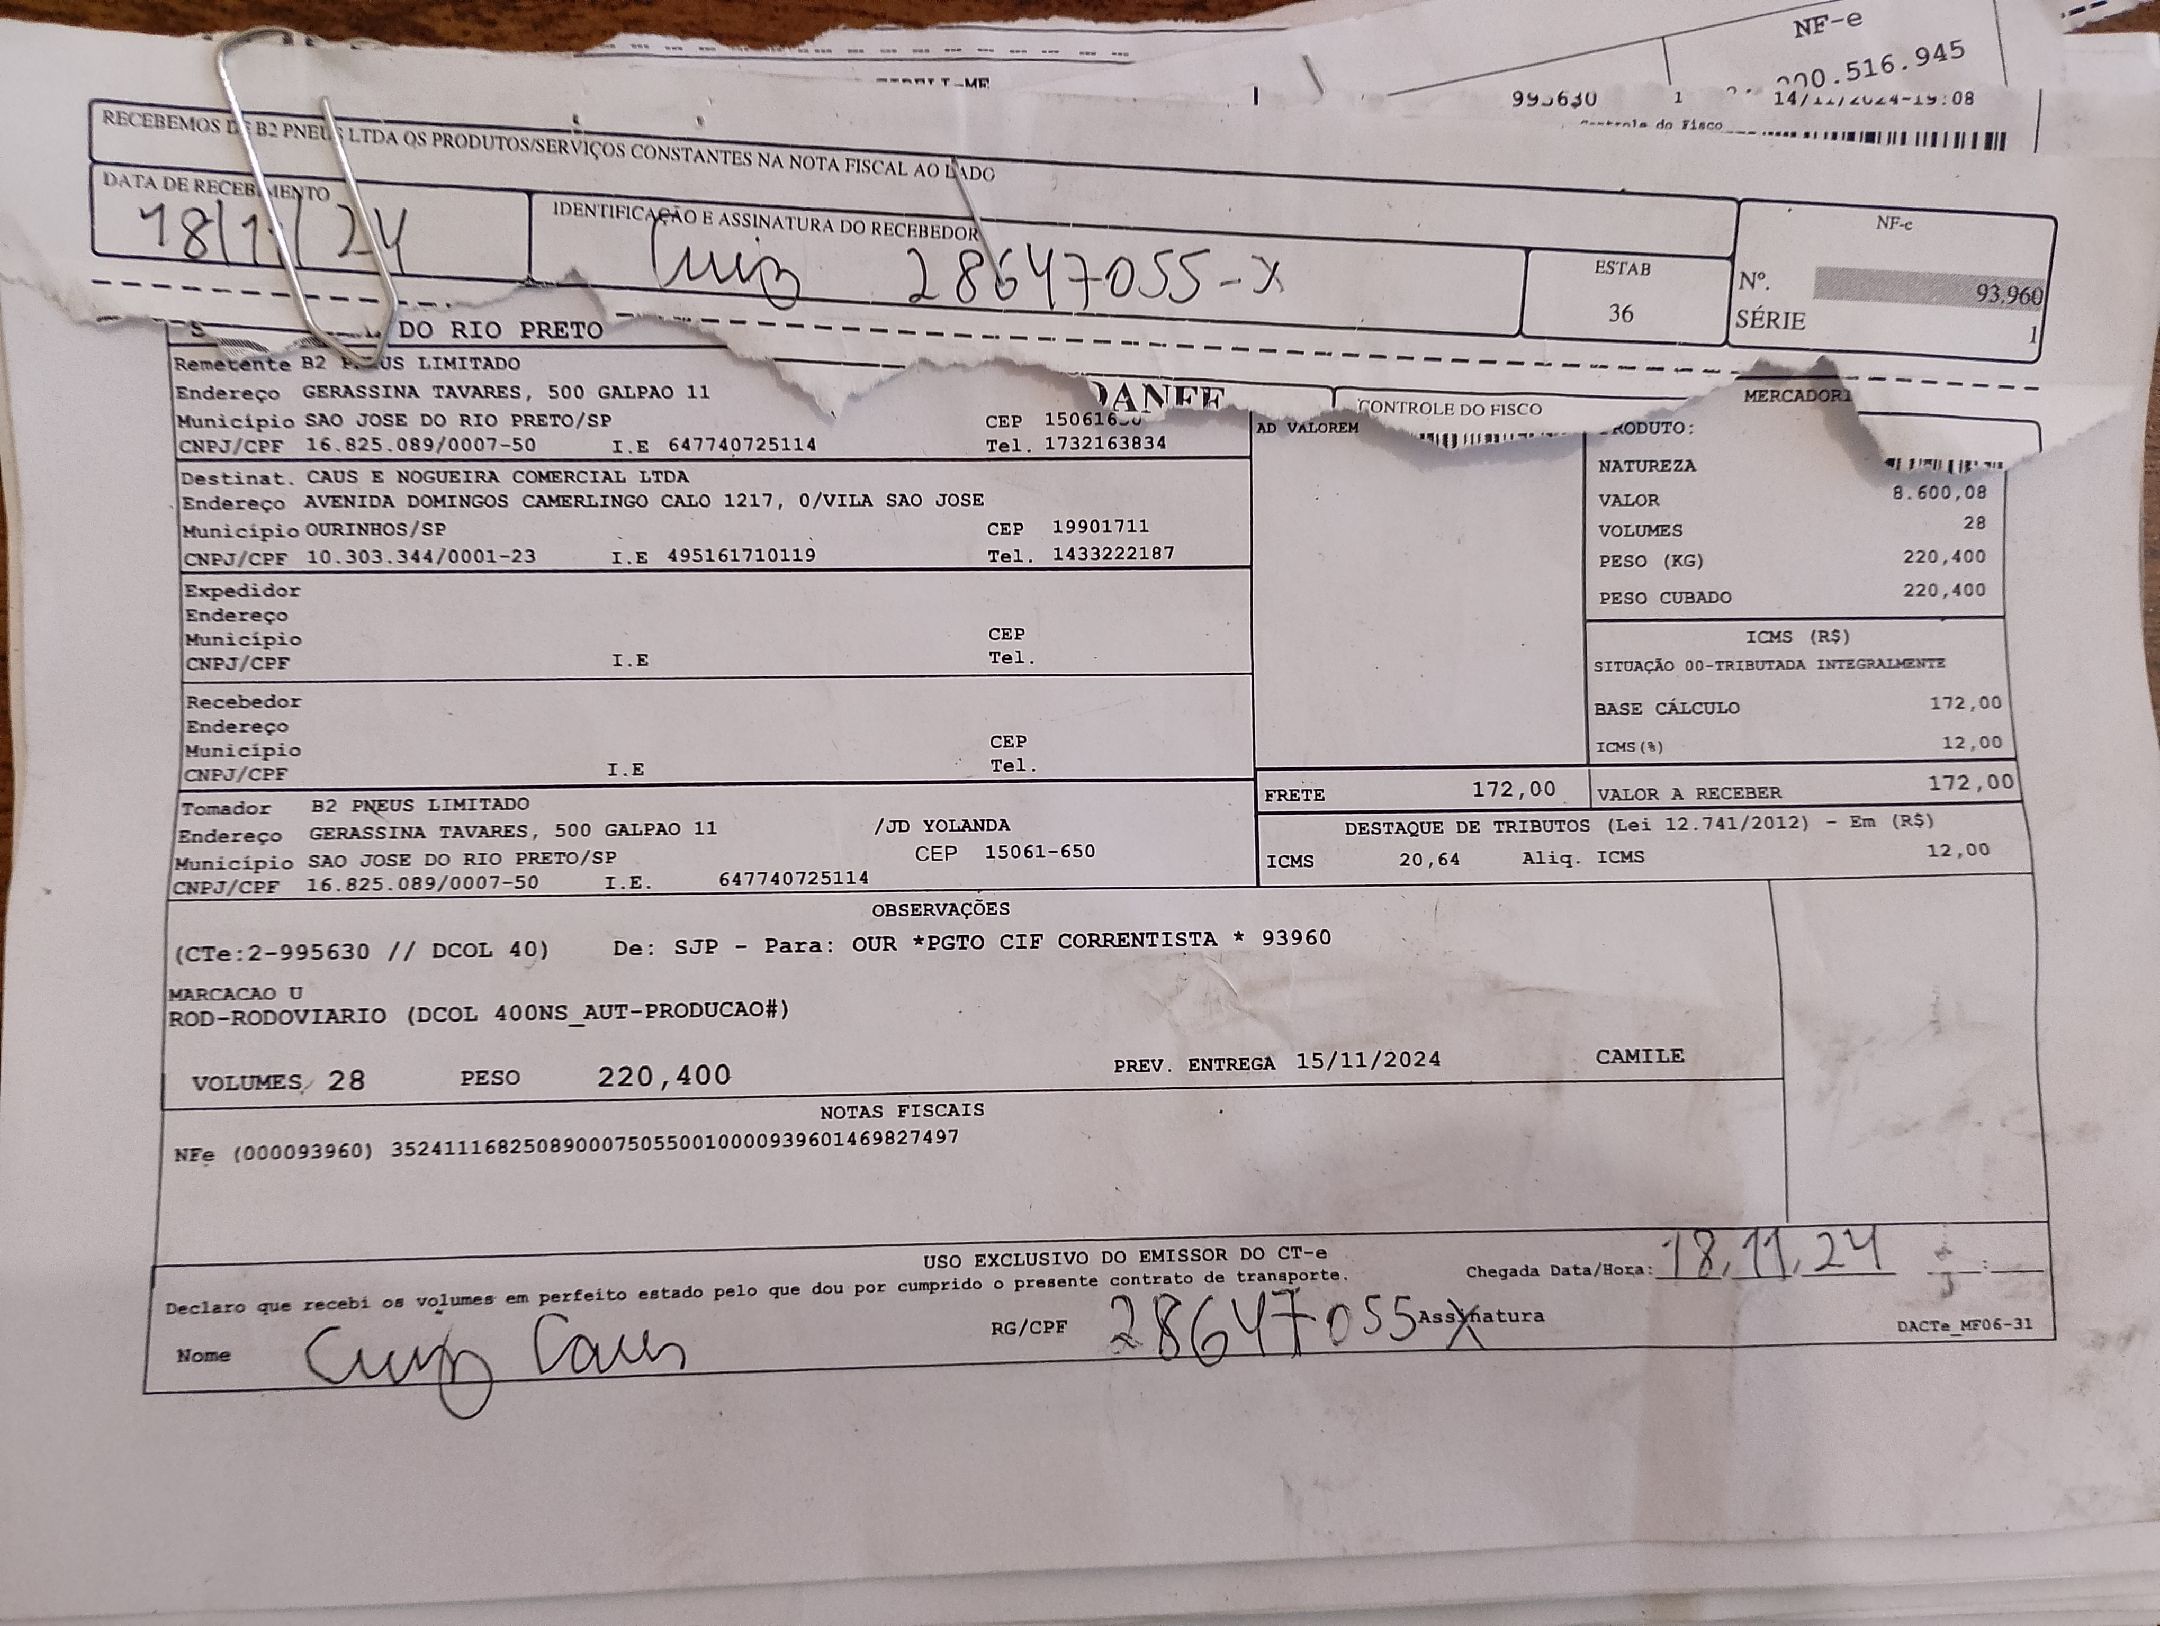 NF-e
.516.945
1
14/11/2024-19:08
Controle do Fisco
RECEBEMOS DE B2 PNEUS LTDA OS PRODUTOS/SERVIÇOS CONSTANTES NA NOTA FISCAL AO LADO
DATA DE RECEBIMENTO
18/11/24
IDENTIFICAÇÃO E ASSINATURA DO RECEBEDOR
Luiz 28647055-X
ESTAB
36
NF-e
Nº. 93.960
SÉRIE 1
DO RIO PRETO
DANFE
CONTROLE DO FISCO
Remetente B2 PNEUS LIMITADO
Endereço GERASSINA TAVARES, 500 GALPAO 11
Município SAO JOSE DO RIO PRETO/SP CEP 15061650
CNPJ/CPF 16.825.089/0007-50 I.E 647740725114 Tel. 1732163834
Destinat. CAUS E NOGUEIRA COMERCIAL LTDA
Endereço AVENIDA DOMINGOS CAMERLINGO CALO 1217, 0/VILA SAO JOSE
Município OURINHOS/SP CEP 19901711
CNPJ/CPF 10.303.344/0001-23 I.E 495161710119 Tel. 1433222187
Expedidor
Endereço
Município CEP
CNPJ/CPF I.E Tel.
Recebedor
Endereço
Município CEP
CNPJ/CPF I.E Tel.
Tomador B2 PNEUS LIMITADO
Endereço GERASSINA TAVARES, 500 GALPAO 11 /JD YOLANDA
Município SAO JOSE DO RIO PRETO/SP CEP 15061-650
CNPJ/CPF 16.825.089/0007-50 I.E. 647740725114
AD VALOREM
MERCADORI
RODUTO:
NATUREZA
VALOR 8.600,08
VOLUMES 28
PESO (KG) 220,400
PESO CUBADO 220,400
ICMS (R$)
SITUAÇÃO 00-TRIBUTADA INTEGRALMENTE
BASE CÁLCULO 172,00
ICMS(%) 12,00
FRETE 172,00 VALOR A RECEBER 172,00
DESTAQUE DE TRIBUTOS (Lei 12.741/2012) - Em (R$)
ICMS 20,64 Aliq. ICMS 12,00
OBSERVAÇÕES
(CTe:2-995630 // DCOL 40) De: SJP - Para: OUR *PGTO CIF CORRENTISTA * 93960
MARCACAO U
ROD-RODOVIARIO (DCOL 400NS_AUT-PRODUCAO#)
VOLUMES 28 PESO 220,400 PREV. ENTREGA 15/11/2024 CAMILE
NOTAS FISCAIS
NFe (000093960) 35241116825089000750550010000939601469827497
USO EXCLUSIVO DO EMISSOR DO CT-e
Declaro que recebi os volumes em perfeito estado pelo que dou por cumprido o presente contrato de transporte.
Chegada Data/Hora: 18,11,24 :
Nome Luiz Caus RG/CPF 28647055X Assinatura
DACTe_MF06-31